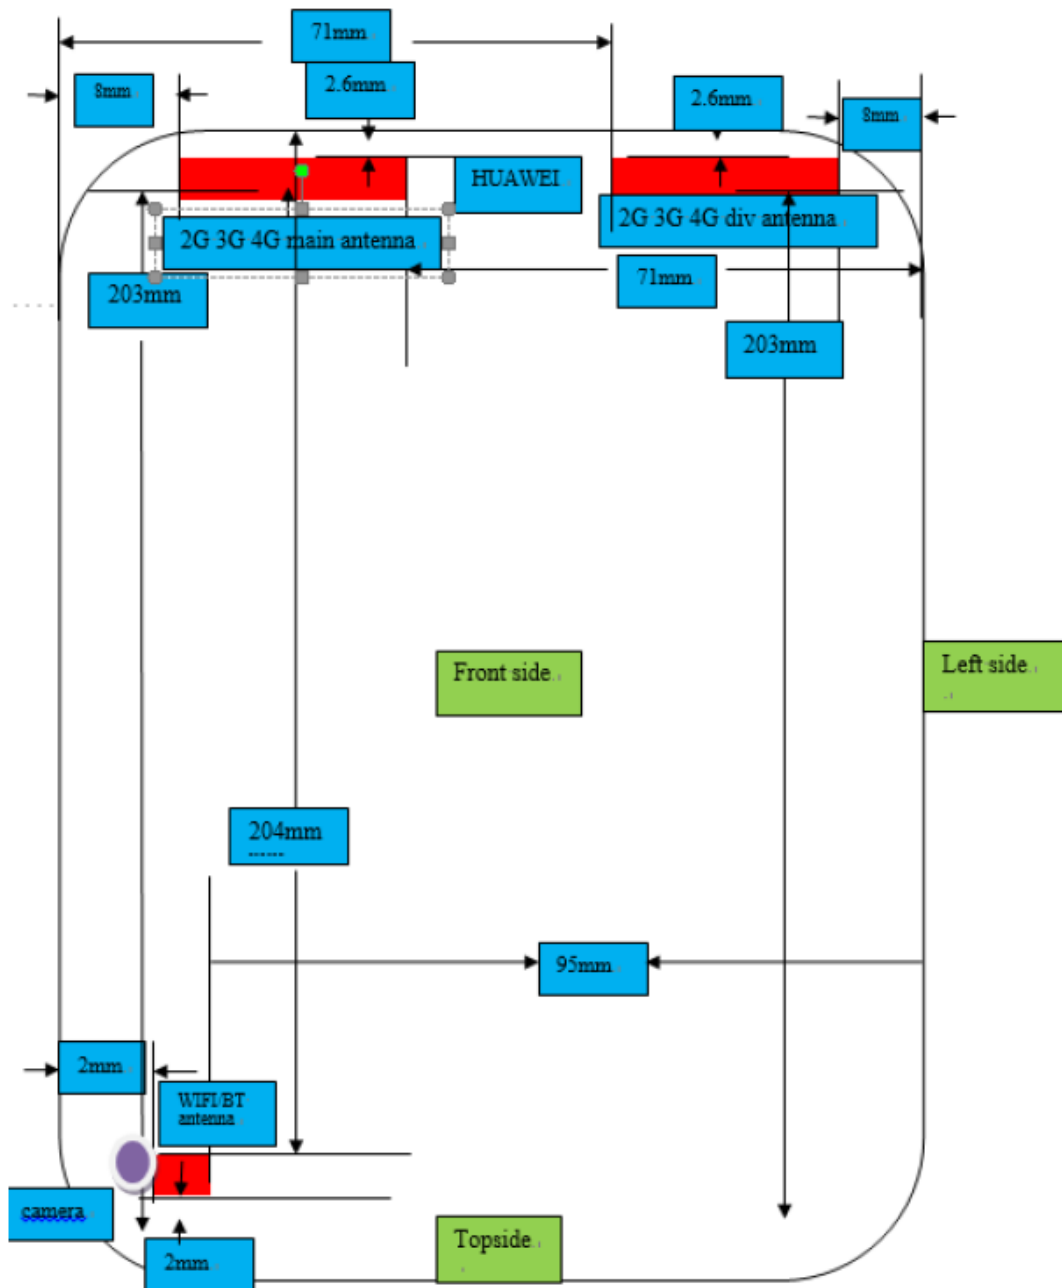 71mm
8mm
2.6mm
2.6mm
8mm
HUAWEI
2G 3G 4G main antenna
2G 3G 4G div antenna
203mm
71mm
203mm
Front side
Left side
204mm
95mm
2mm
WIFI/BT
antenna
camera
Topside
2mm